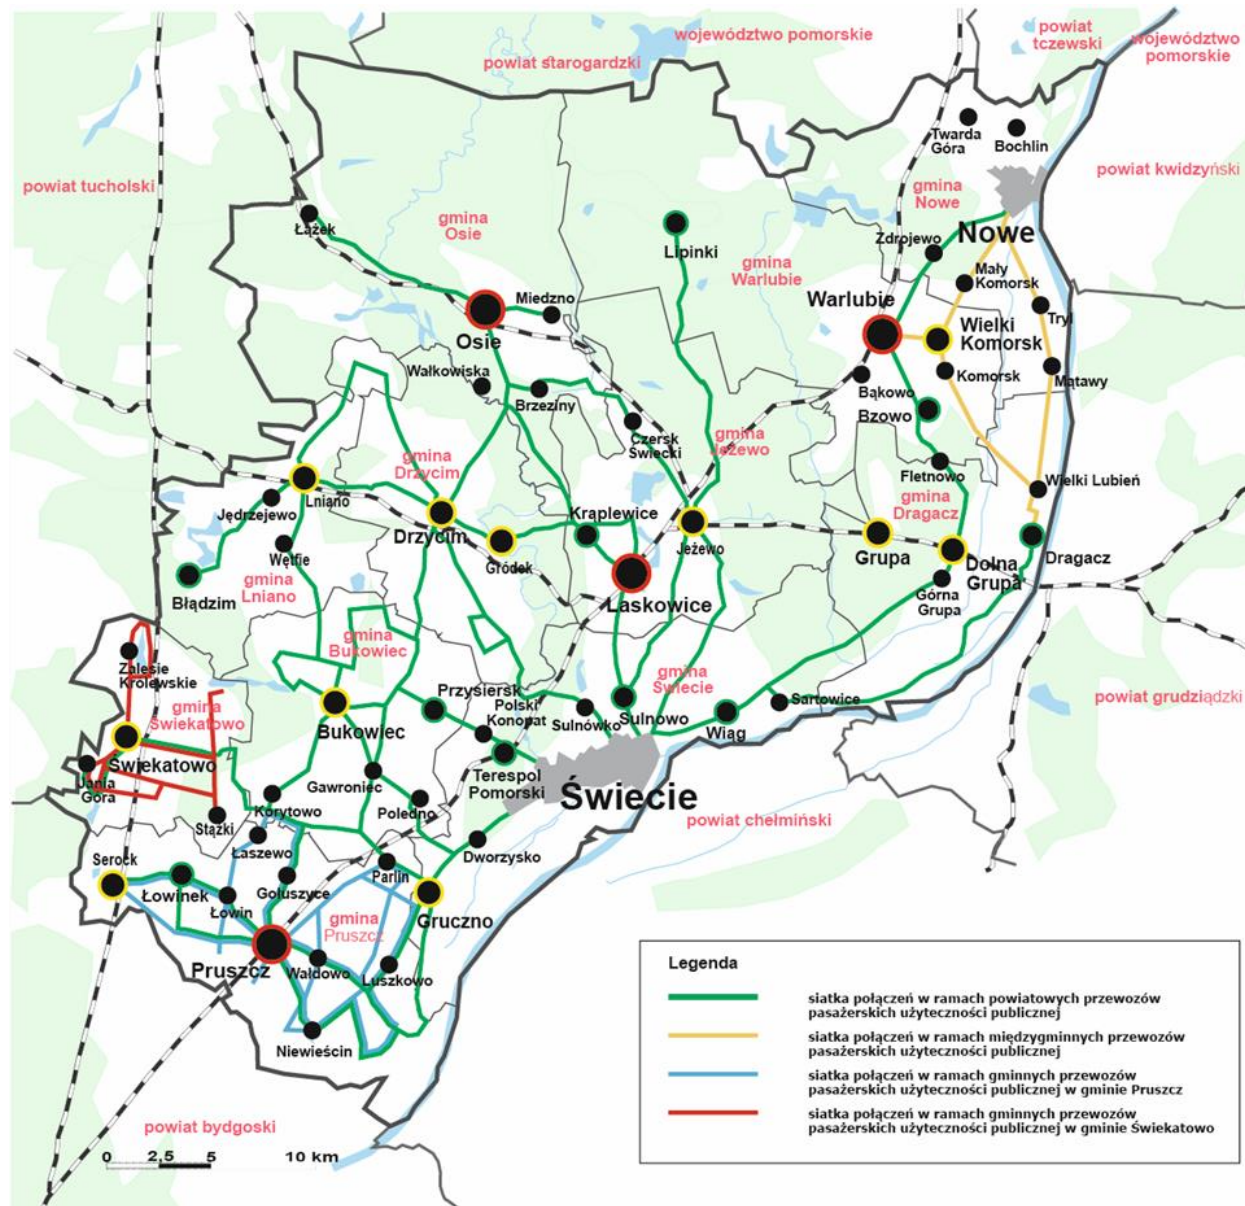 województwo pomorskie
powiat
tczewski
województwo
pomorskie
powiat starogardzki
Twarda
Góra
Bochlin
powiat tucholski
powiat kwidzyński
gmina
Nowe
Łążek
gmina
Osie
Lipinki
gmina
Warlubie
Zdrojewo
Nowe
Mały
Komorsk
Miedzno
Warlubie
Tryl
Osie
Wielki
Komorsk
Wałkowiska
Brzeziny
Bąkowo
Komorsk
Mątawy
Bzowo
Czersk
Świecki
gmina
Jeżewo
gmina
Drzycim
Fletnowo
Lniano
Wielki Lubień
Jędrzejewo
Drzycim
Kraplewice
gmina
Dragacz
Jeżewo
Grupa
Dolna
Grupa
Dragacz
Wętfie
Gródek
Błądzim
gmina
Lniano
Laskowice
Górna
Grupa
gmina
Bukowiec
Zalesie
Królewskie
gmina
Świecie
Przysiersk
Polski
Konopat
powiat grudziądzki
gmina
Świekatowo
Sulnówko
Sulnowo
Sartowice
Wiąg
Bukowiec
Świekatowo
Jania
Góra
Gawroniec
Terespol
Pomorski
Świecie
Korytowo
Poledno
powiat chełmiński
Stążki
Serock
Łaszewo
Dworzysko
Parlin
Łowinek
Łowin
Gołuszyce
Gruczno
gmina
Pruszcz
Pruszcz
Wałdowo
Luszkowo
Niewieścin
powiat bydgoski
0 2,5 5 10 km
Legenda
siatka połączeń w ramach powiatowych przewozów
pasażerskich użyteczności publicznej
siatka połączeń w ramach międzygminnych przewozów
pasażerskich użyteczności publicznej
siatka połączeń w ramach gminnych przewozów
pasażerskich użyteczności publicznej w gminie Pruszcz
siatka połączeń w ramach gminnych przewozów
pasażerskich użyteczności publicznej w gminie Świekatowo